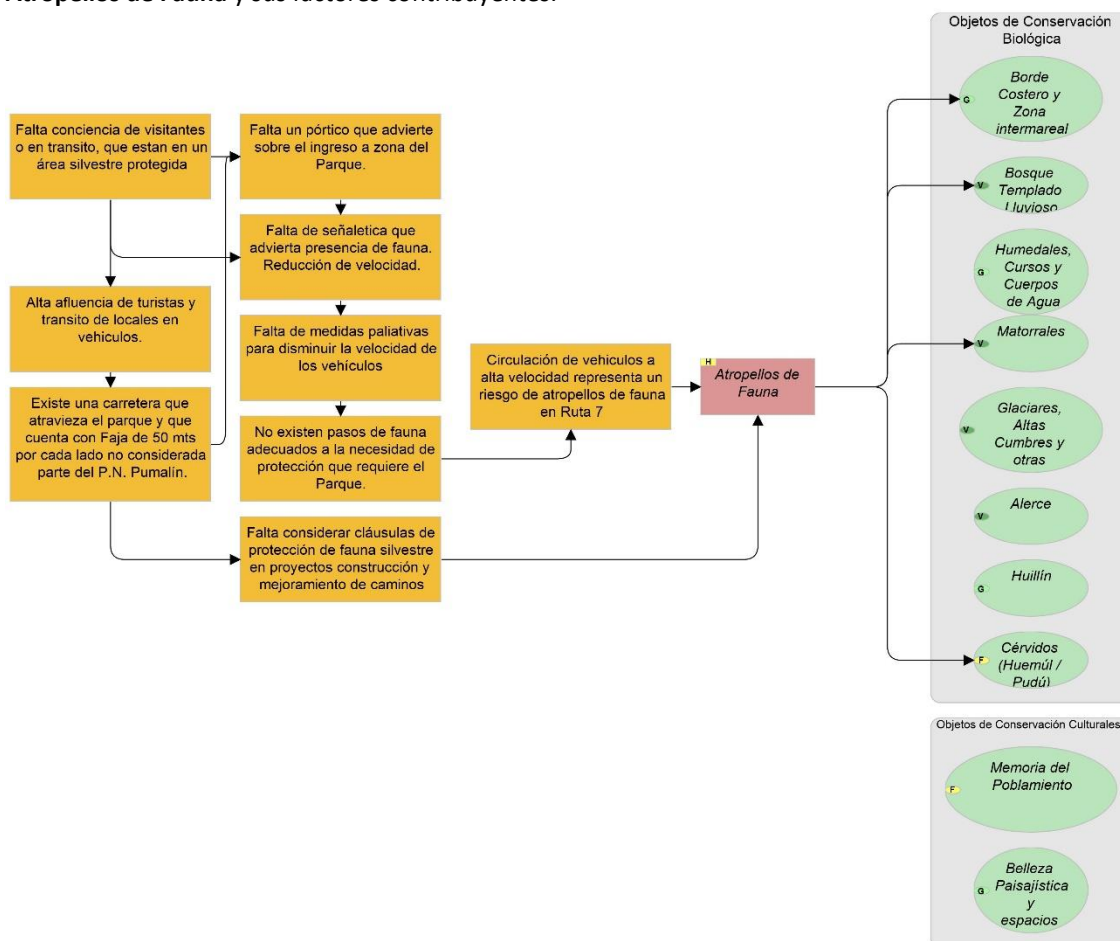 Atropellos de Fauna y sus factores contribuyentes.
Falta conciencia de visitantes
o en transito, que estan en un
área silvestre protegida
Alta afluencia de turistas y
transito de locales en
vehiculos.
Existe una carretera que
atravieza el parque y que
cuenta con Faja de 50 mts
por cada lado no considerada
parte del P.N. Pumalín.
Falta un pórtico que advierte
sobre el ingreso a zona del
Parque.
Falta de señaletica que
advierta presencia de fauna.
Reducción de velocidad.
Falta de medidas paliativas
para disminuir la velocidad de
los vehículos
No existen pasos de fauna
adecuados a la necesidad de
protección que requiere el
Parque.
Falta considerar cláusulas de
protección de fauna silvestre
en proyectos construcción y
mejoramiento de caminos
Circulación de vehiculos a
alta velocidad representa un
riesgo de atropellos de fauna
en Ruta 7
H
Atropellos de
Fauna
Objetos de Conservación
Biológica
G
Borde
Costero y
Zona
intermareal
V
Bosque
Templado
Lluvioso
G
Humedales,
Cursos y
Cuerpos
de Agua
V
Matorrales
V
Glaciares,
Altas
Cumbres y
otras
V
Alerce
G
Huillín
F
Cérvidos
(Huemúl /
Pudú)
Objetos de Conservación Culturales
F
Memoria del
Poblamiento
G
Belleza
Paisajística
y
espacios